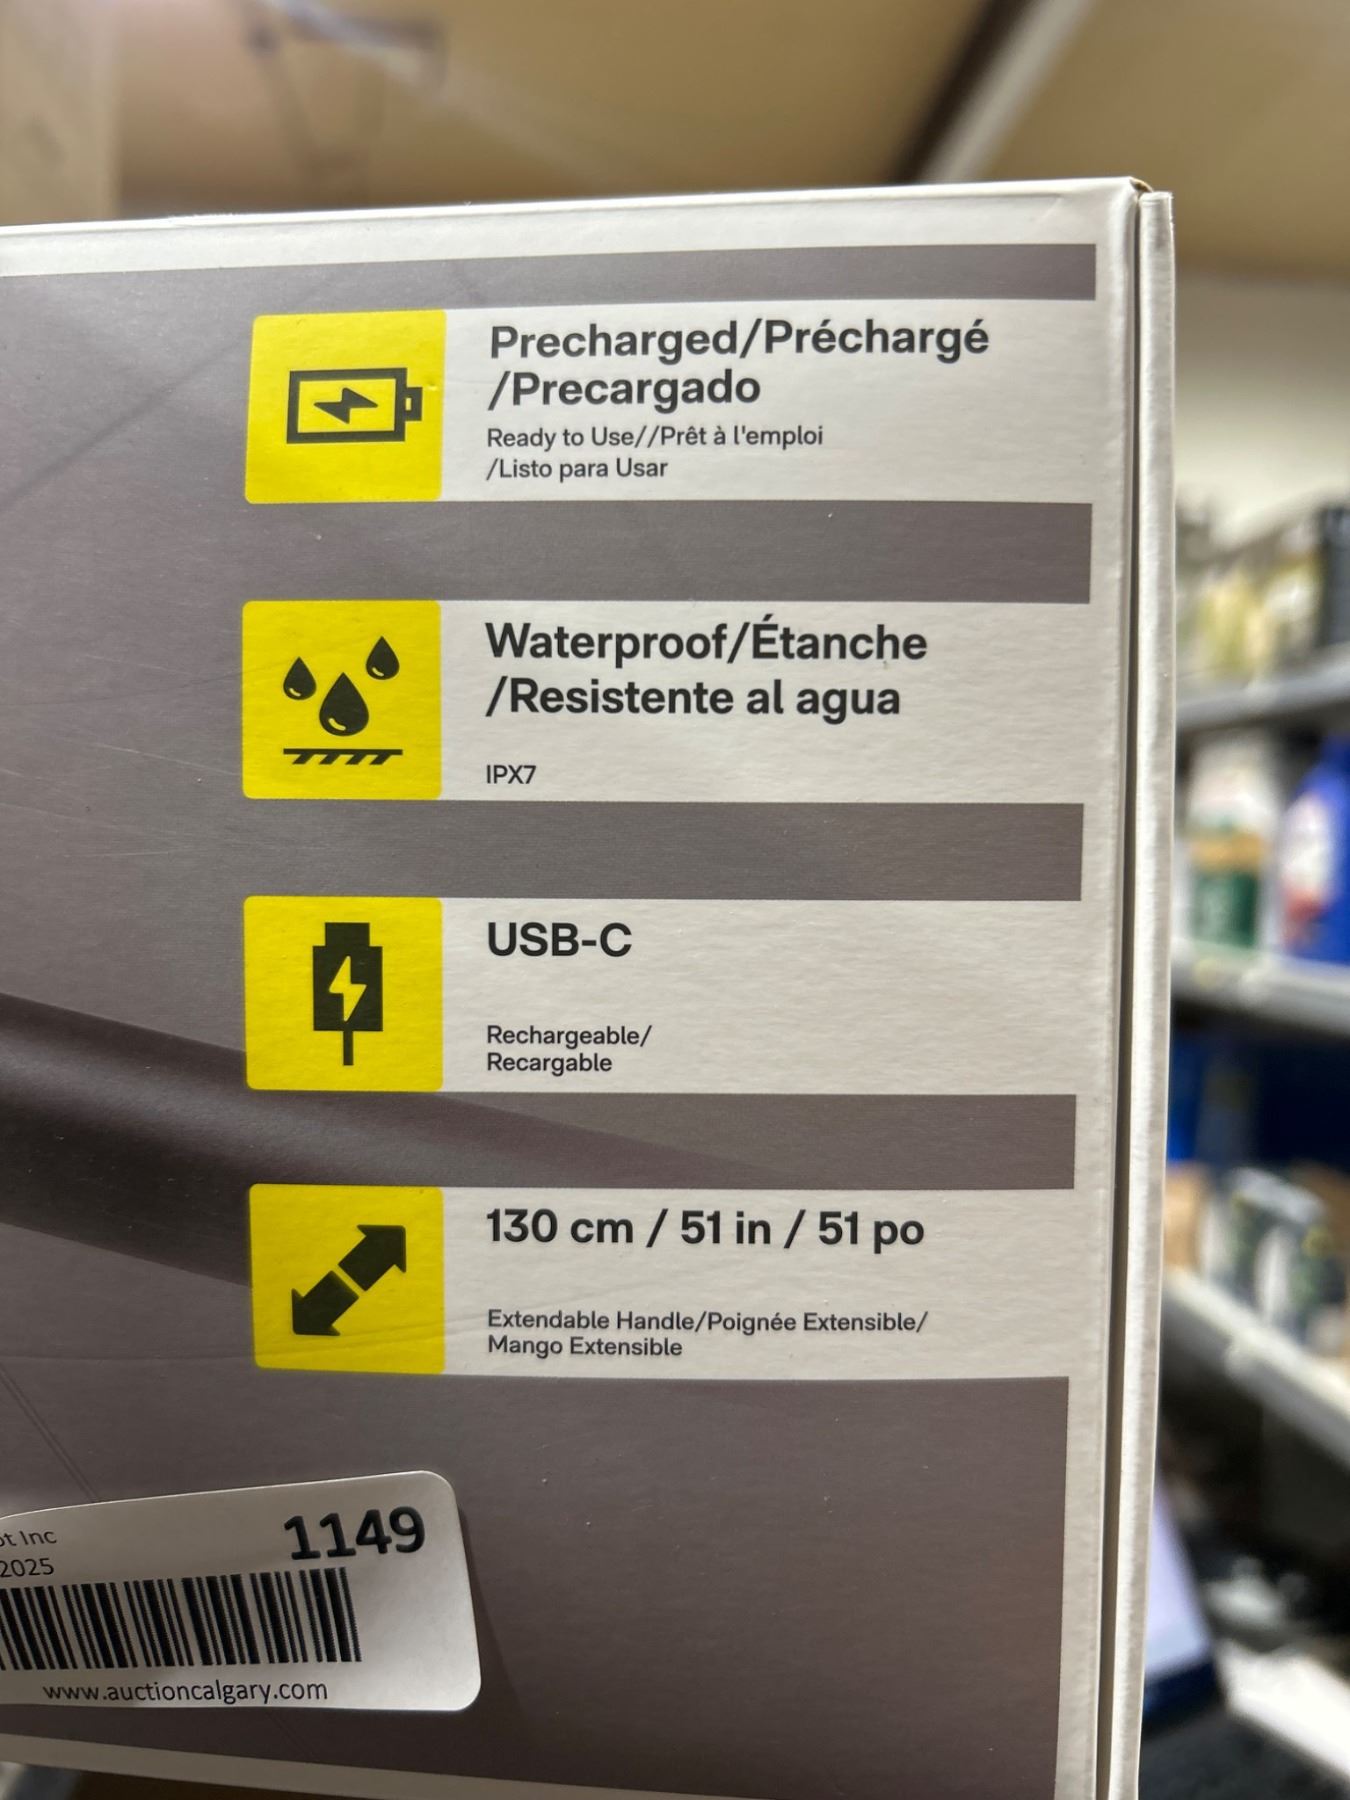 Precharged/Préchargé
/Precargado
Ready to Use//Prêt à l'emploi
/Listo para Usar
Waterproof/Étanche
/Resistente al agua
IPX7
USB-C
Rechargeable/
Recargable
130 cm / 51 in / 51 po
Extendable Handle/Poignée Extensible/
Mango Extensible
Inc
1149
2025
www.auctioncalgary.com